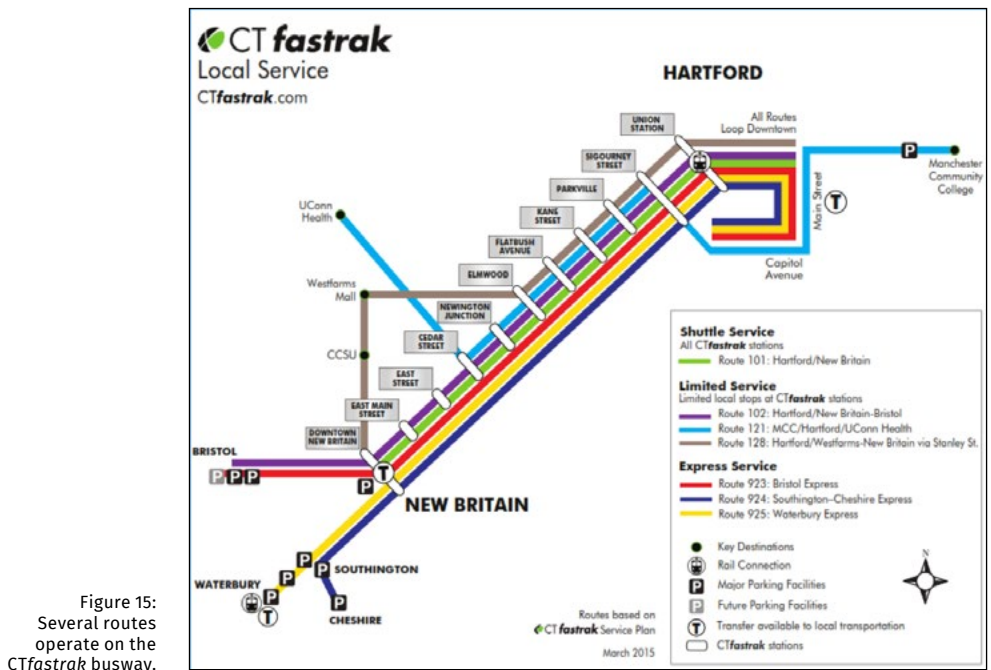 CTfastrak
Local Service
CTfastrak.com
HARTFORD
UNION
STATION
All Routes
Loop Downtown
SIGOURNEY
STREET
P
Manchester
Community
College
PARKVILLE
Main Street
T
UConn
Health
KANE
STREET
FLATBUSH
AVENUE
Capitol
Avenue
ELMWOOD
Westfarms
Mall
NEWINGTON
JUNCTION
CEDAR
STREET
CCSU
EAST
STREET
EAST MAIN
STREET
DOWNTOWN
NEW BRITAIN
BRISTOL
P P P
T
P
NEW BRITAIN
P
P
P
P
SOUTHINGTON
WATERBURY
T
P
CHESHIRE
Shuttle Service
All CTfastrak stations
Route 101: Hartford/New Britain
Limited Service
Limited local stops at CTfastrak stations
Route 102: Hartford/New Britain-Bristol
Route 121: MCC/Hartford/UConn Health
Route 128: Hartford/Westfarms-New Britain via Stanley St.
Express Service
Route 923: Bristol Express
Route 924: Southington-Cheshire Express
Route 925: Waterbury Express
Key Destinations
Rail Connection
P Major Parking Facilities
P Future Parking Facilities
T Transfer available to local transportation
CTfastrak stations
N
Routes based on
CTfastrak Service Plan
March 2015
Figure 15:
Several routes
operate on the
CTfastrak busway.